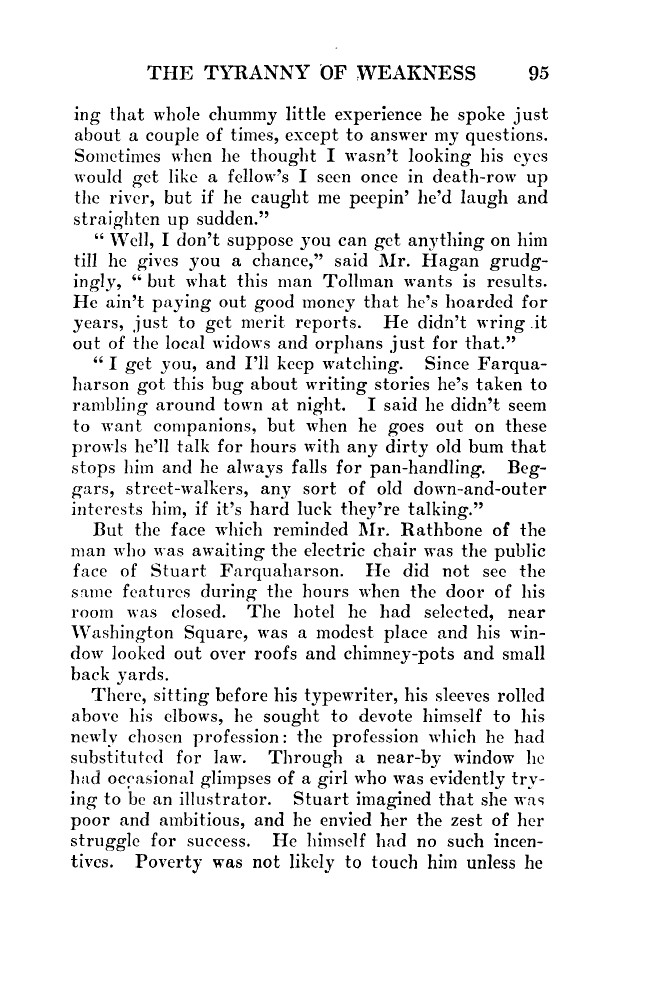 THE TYRANNY OF WEAKNESS 95
ing that whole chummy little experience he spoke just
about a couple of times, except to answer my questions.
Sometimes when he thought I wasn't looking his eyes
would get like a fellow's I seen once in death-row up
the river, but if he caught me peepin' he'd laugh and
straighten up sudden."
"Well, I don't suppose you can get anything on him
till he gives you a chance," said Mr. Hagan grudg-
ingly, "but what this man Tollman wants is results.
He ain't paying out good money that he's hoarded for
years, just to get merit reports. He didn't wring it
out of the local widows and orphans just for that."
"I get you, and I'll keep watching. Since Farqua-
harson got this bug about writing stories he's taken to
rambling around town at night. I said he didn't seem
to want companions, but when he goes out on these
prowls he'll talk for hours with any dirty old bum that
stops him and he always falls for pan-handling. Beg-
gars, street-walkers, any sort of old down-and-outer
interests him, if it's hard luck they're talking."
But the face which reminded Mr. Rathbone of the
man who was awaiting the electric chair was the public
face of Stuart Farquaharson. He did not see the
same features during the hours when the door of his
room was closed. The hotel he had selected, near
Washington Square, was a modest place and his win-
dow looked out over roofs and chimney-pots and small
back yards.
There, sitting before his typewriter, his sleeves rolled
above his elbows, he sought to devote himself to his
newly chosen profession: the profession which he had
substituted for law. Through a near-by window he
had occasional glimpses of a girl who was evidently try-
ing to be an illustrator. Stuart imagined that she was
poor and ambitious, and he envied her the zest of her
struggle for success. He himself had no such incen-
tives. Poverty was not likely to touch him unless he